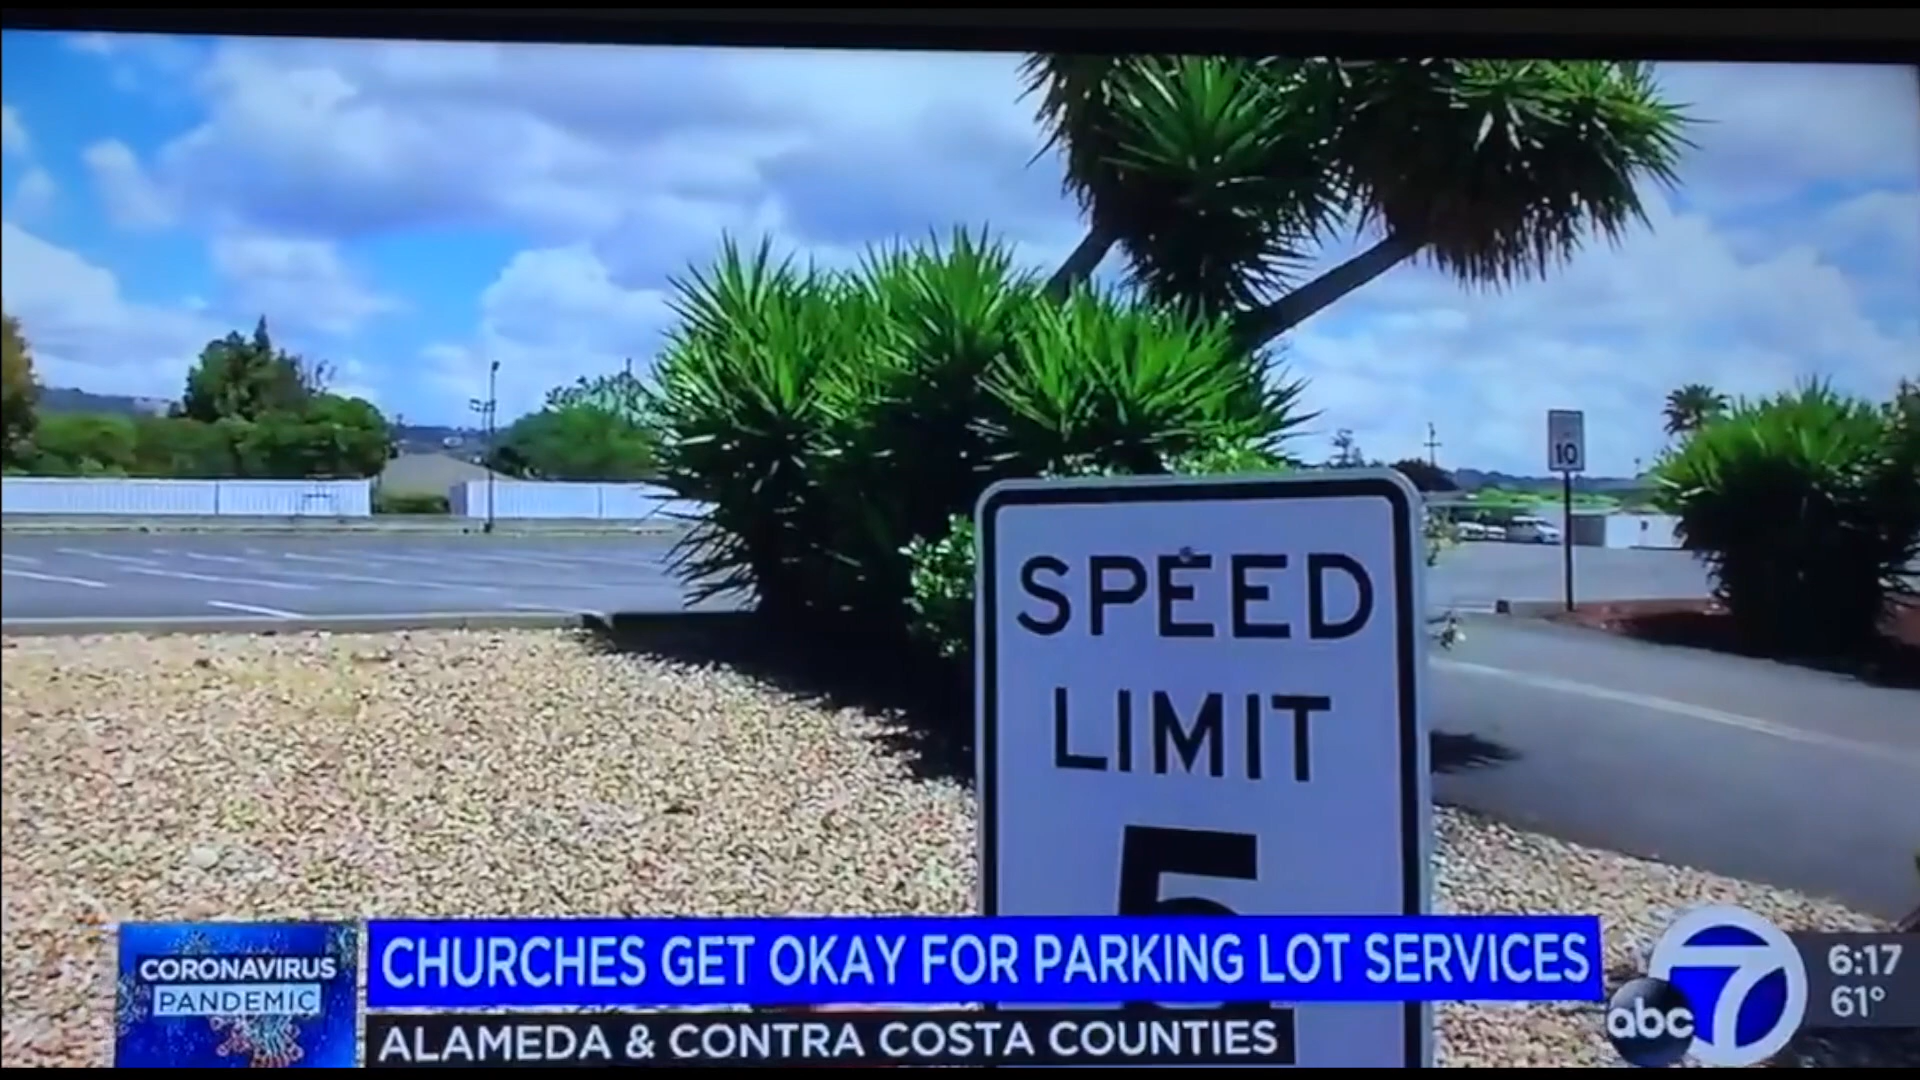 10
SPEED
LIMIT
5
CORONAVIRUS
PANDEMIC
CHURCHES GET OKAY FOR PARKING LOT SERVICES
ALAMEDA & CONTRA COSTA COUNTIES
abc 7
6:17
61°